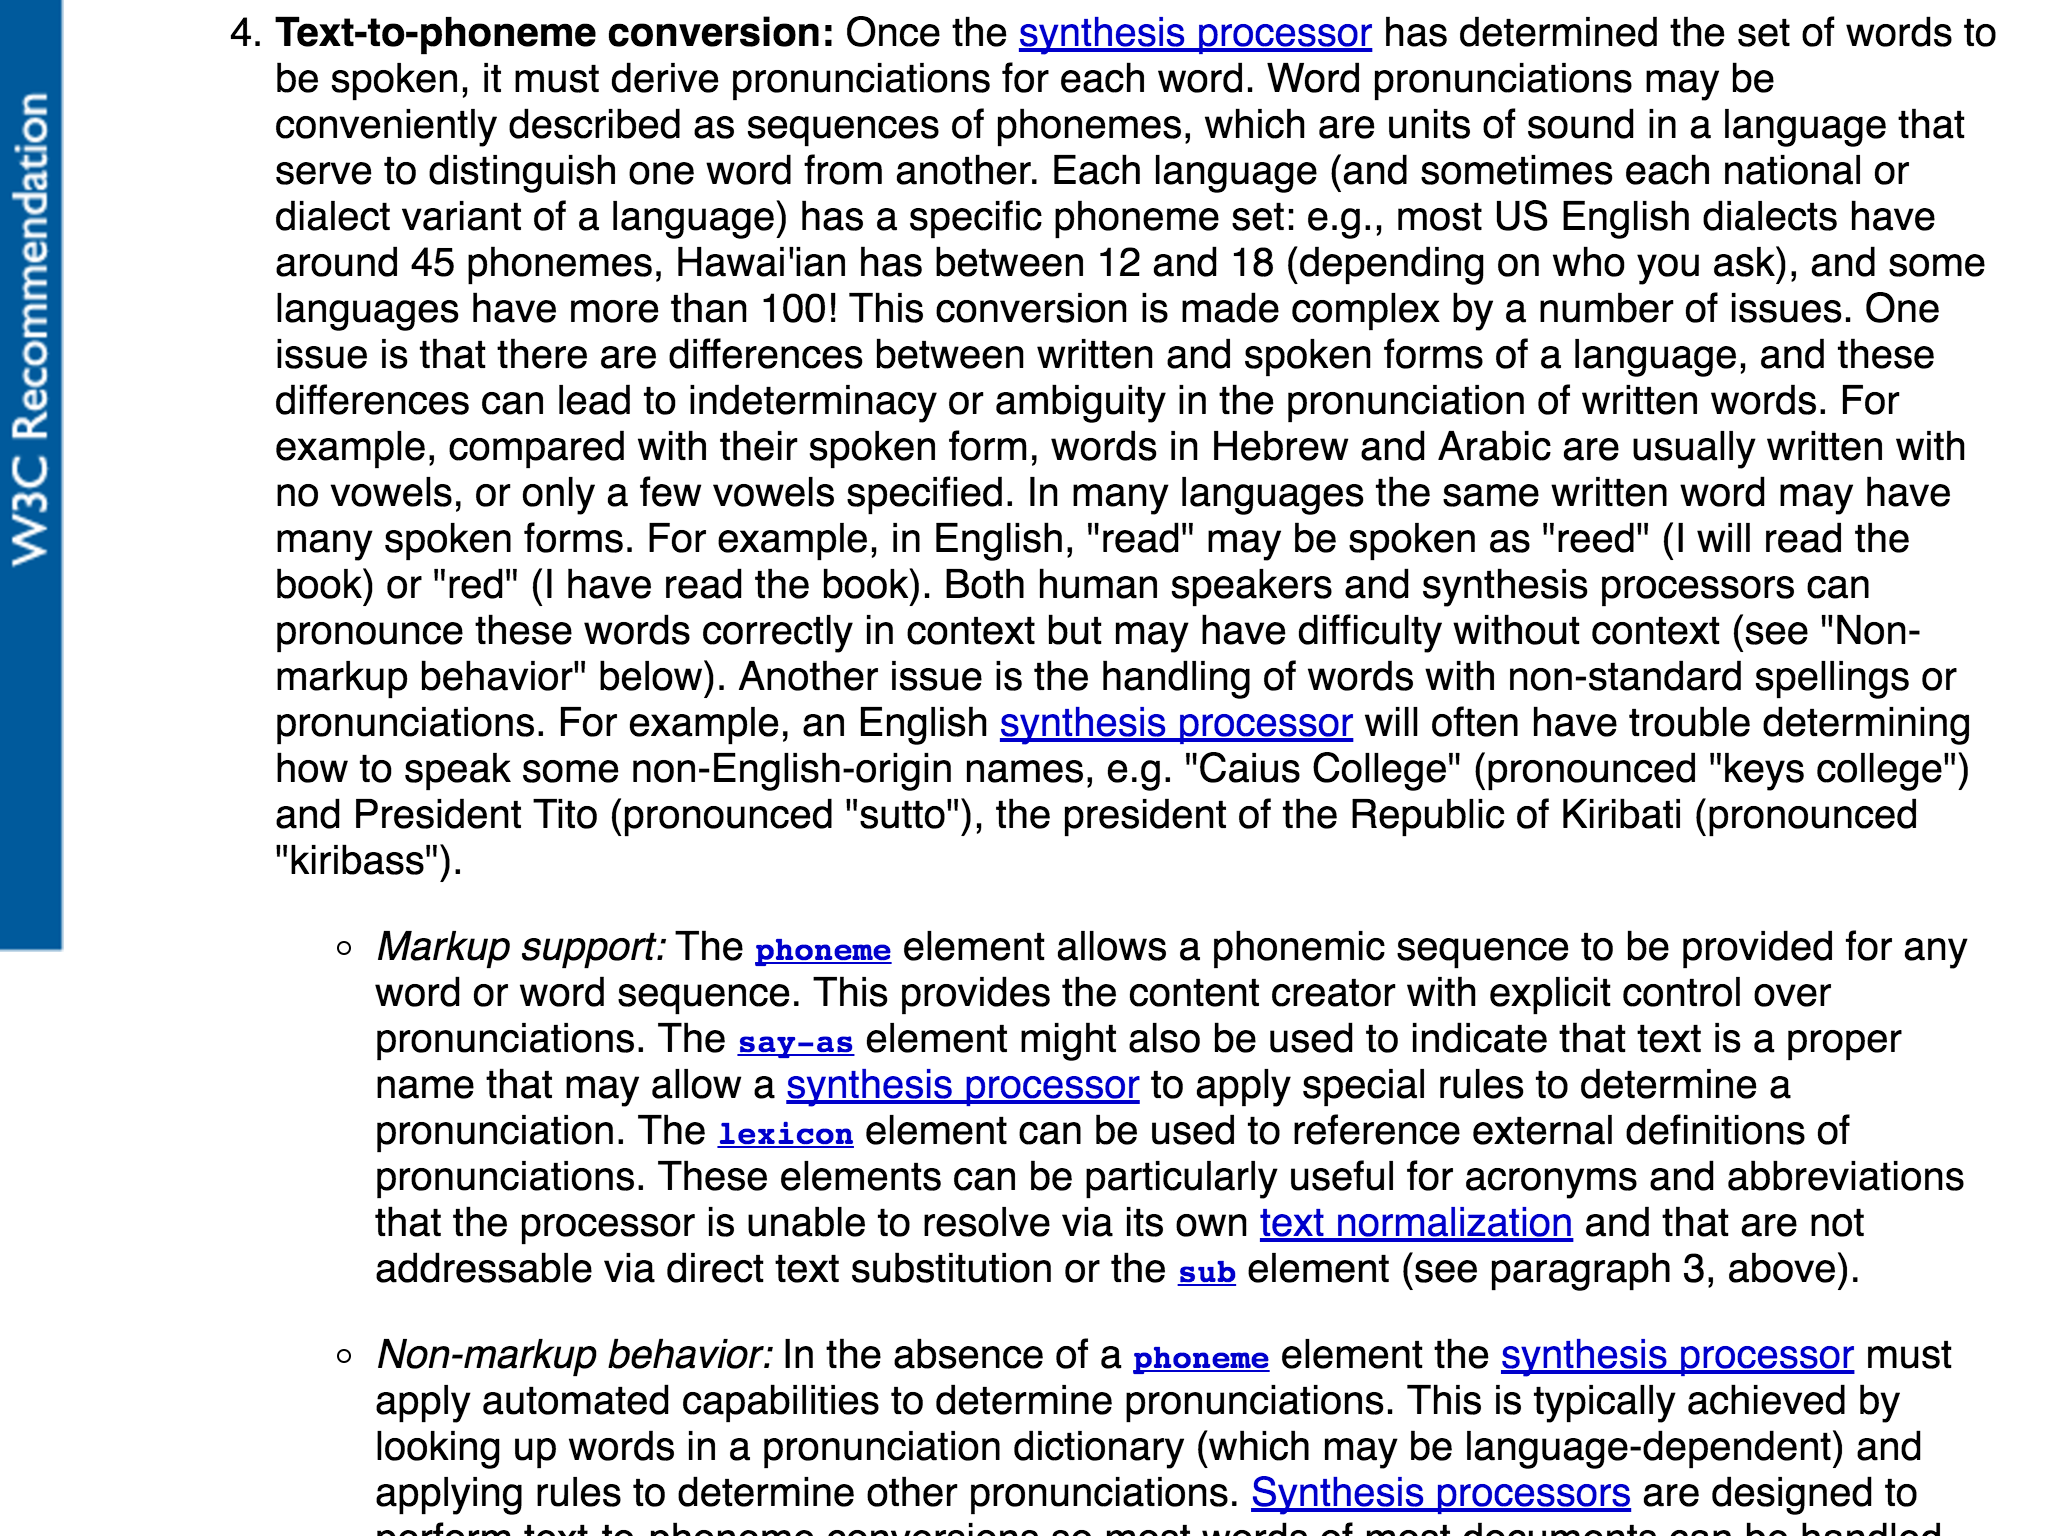 W3C Recommendation
4. Text-to-phoneme conversion: Once the synthesis processor has determined the set of words to
be spoken, it must derive pronunciations for each word. Word pronunciations may be
conveniently described as sequences of phonemes, which are units of sound in a language that
serve to distinguish one word from another. Each language (and sometimes each national or
dialect variant of a language) has a specific phoneme set: e.g., most US English dialects have
around 45 phonemes, Hawai'ian has between 12 and 18 (depending on who you ask), and some
languages have more than 100! This conversion is made complex by a number of issues. One
issue is that there are differences between written and spoken forms of a language, and these
differences can lead to indeterminacy or ambiguity in the pronunciation of written words. For
example, compared with their spoken form, words in Hebrew and Arabic are usually written with
no vowels, or only a few vowels specified. In many languages the same written word may have
many spoken forms. For example, in English, "read" may be spoken as "reed" (I will read the
book) or "red" (I have read the book). Both human speakers and synthesis processors can
pronounce these words correctly in context but may have difficulty without context (see "Non-
markup behavior" below). Another issue is the handling of words with non-standard spellings or
pronunciations. For example, an English synthesis processor will often have trouble determining
how to speak some non-English-origin names, e.g. "Caius College" (pronounced "keys college")
and President Tito (pronounced "sutto"), the president of the Republic of Kiribati (pronounced
"kiribass").
Markup support: The phoneme element allows a phonemic sequence to be provided for any
word or word sequence. This provides the content creator with explicit control over
pronunciations. The say-as element might also be used to indicate that text is a proper
name that may allow a synthesis processor to apply special rules to determine a
pronunciation. The lexicon element can be used to reference external definitions of
pronunciations. These elements can be particularly useful for acronyms and abbreviations
that the processor is unable to resolve via its own text normalization and that are not
addressable via direct text substitution or the sub element (see paragraph 3, above).
Non-markup behavior: In the absence of a phoneme element the synthesis processor must
apply automated capabilities to determine pronunciations. This is typically achieved by
looking up words in a pronunciation dictionary (which may be language-dependent) and
applying rules to determine other pronunciations. Synthesis processors are designed to
perform text-to-phoneme conversions so most words of most documents can be handled